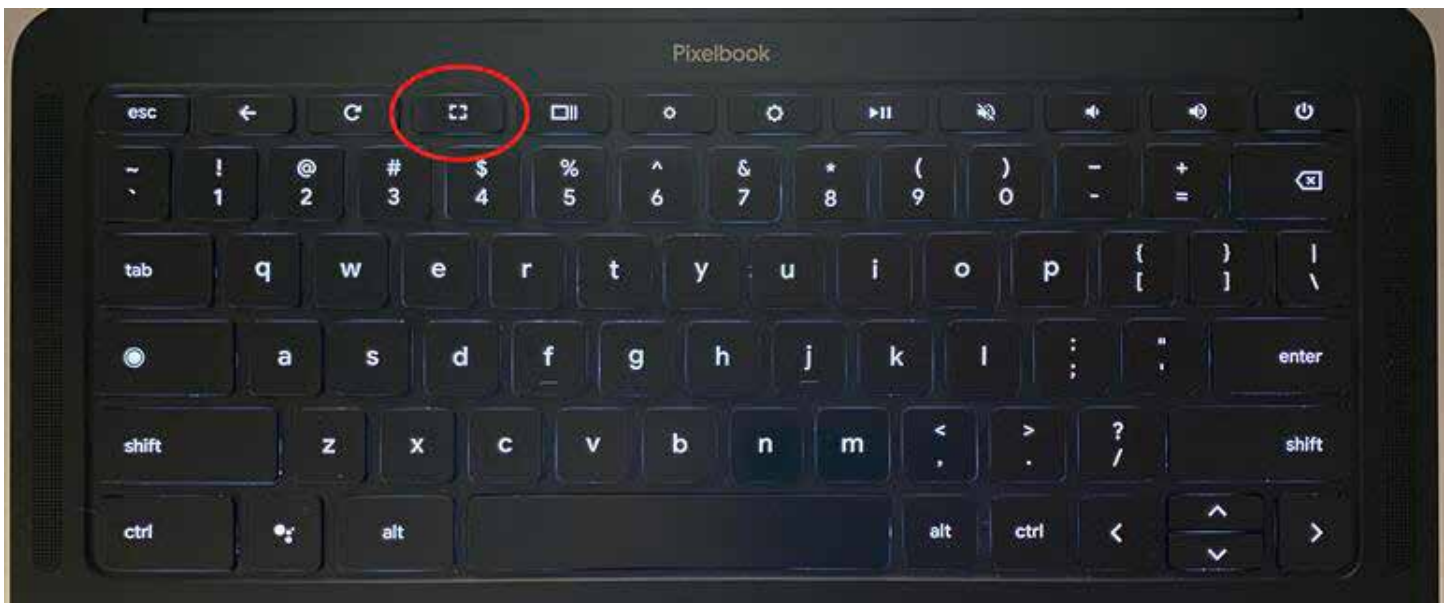 Pixelbook
esc
~ ! @ # $ % ^ & * ( ) - +
` 1 2 3 4 5 6 7 8 9 0 - =
tab q w e r t y u i o p { } |
[ ] \
a s d f g h j k l : " enter
; '
shift z x c v b n m < > ? shift
, . /
ctrl alt alt ctrl